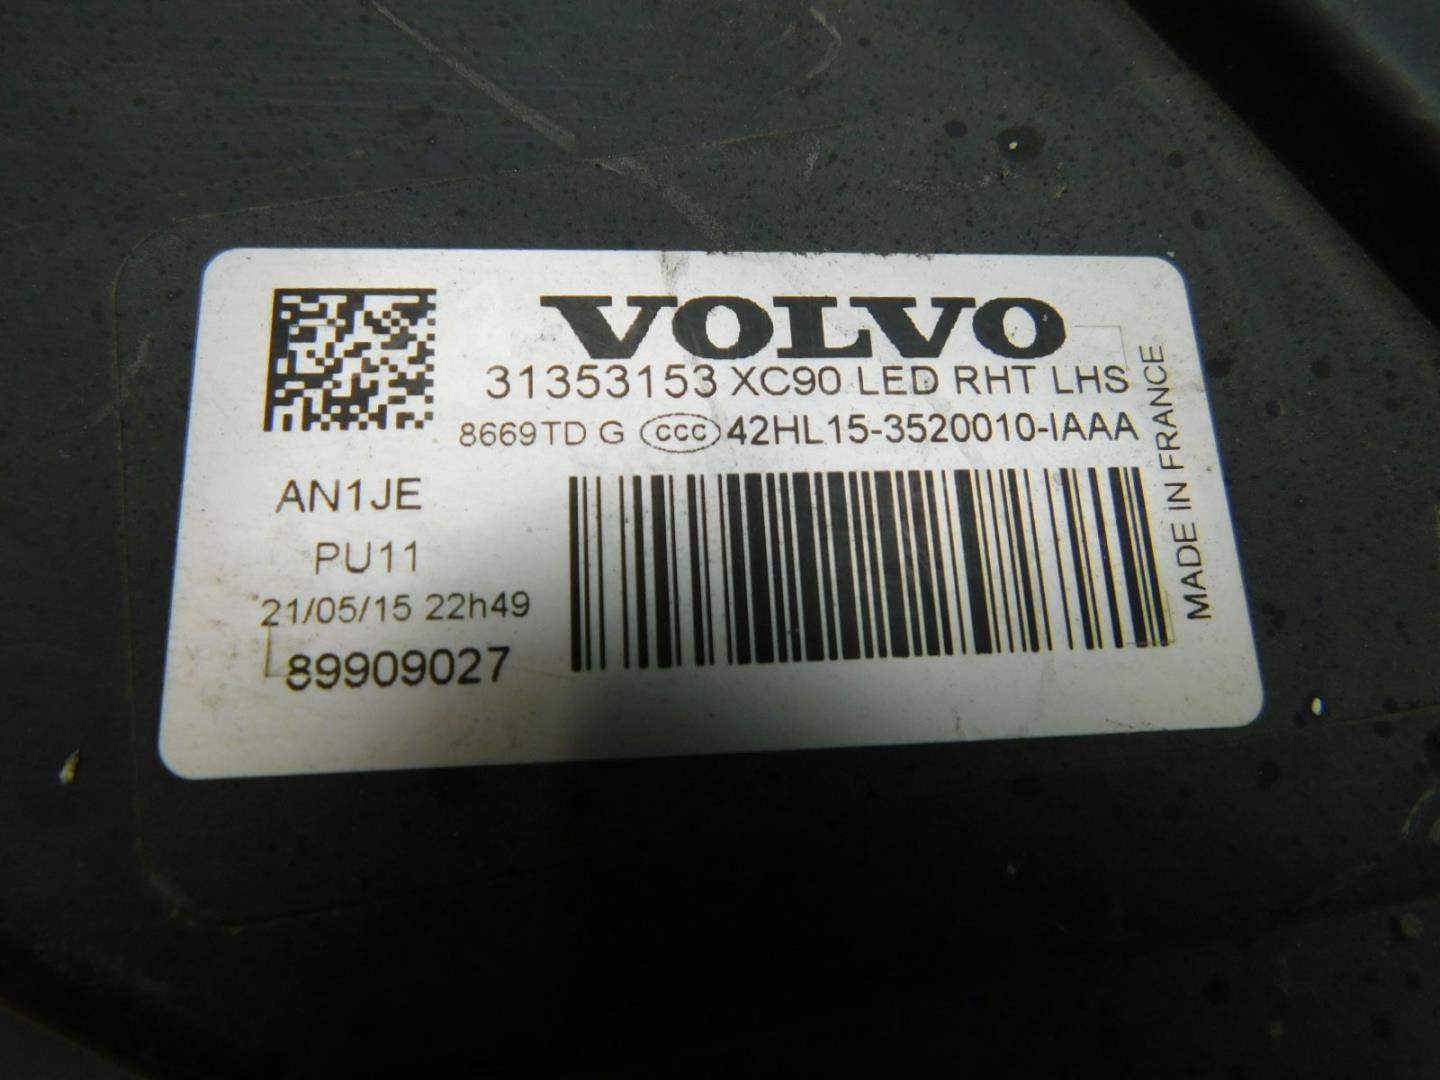 VOLVO
31353153 XC90 LED RHT LHS
8669TD G CCC 42HL15-3520010-IAAA
AN1JE
PU11
21/05/15 22h49
89909027
MADE IN FRANCE